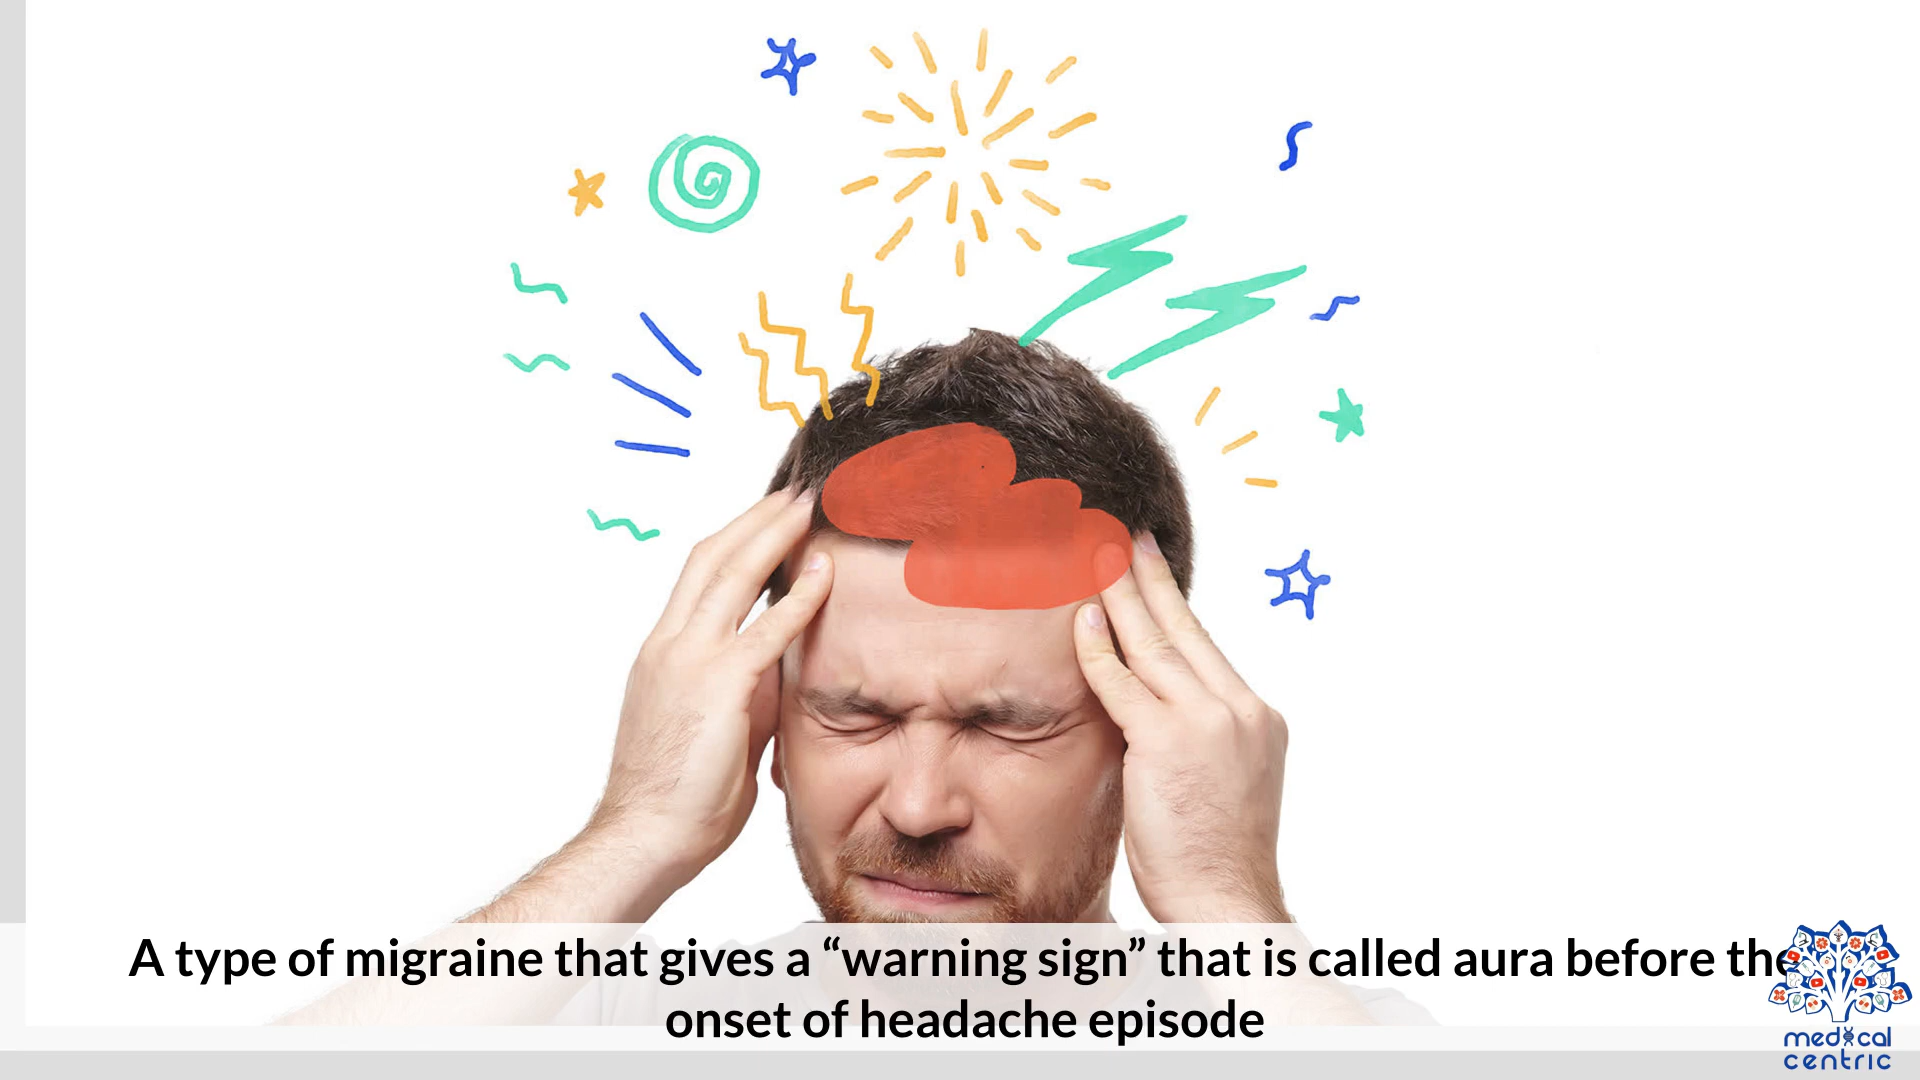 A type of migraine that gives a “warning sign” that is called aura before the
onset of headache episode
medical
centric